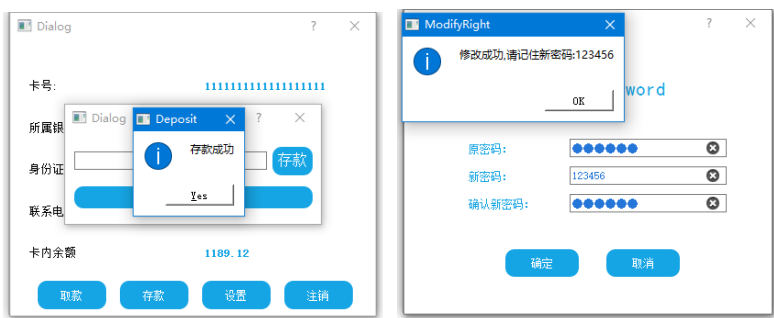 Dialog
?
卡号:
1111111111111111111
所属银
Dialog
?
Deposit
存款成功
Yes
存款
身份证
联系电
卡内余额
1189.12
取款
存款
设置
注销
ModifyRight
?
修改成功,请记住新密码:123456
OK
word
原密码:
新密码:
123456
确认新密码:
确定
取消